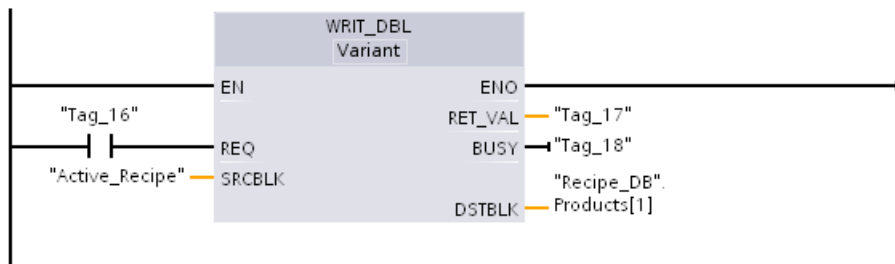 WRIT_DBL
Variant
EN
ENO
"Tag_16"
RET_VAL
"Tag_17"
REQ
BUSY
"Tag_18"
"Active_Recipe"
SRCBLK
"Recipe_DB".
DSTBLK
Products[1]